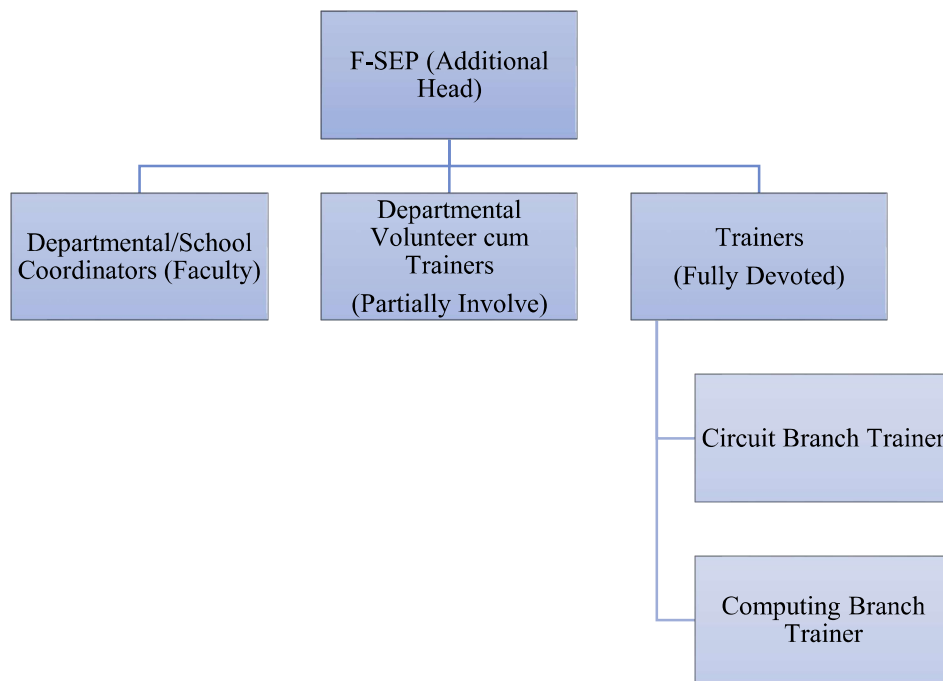 F-SEP (Additional
Head)
Departmental/School
Coordinators (Faculty)
Departmental
Volunteer cum
Trainers
(Partially Involve)
Trainers
(Fully Devoted)
Circuit Branch Trainer
Computing Branch
Trainer